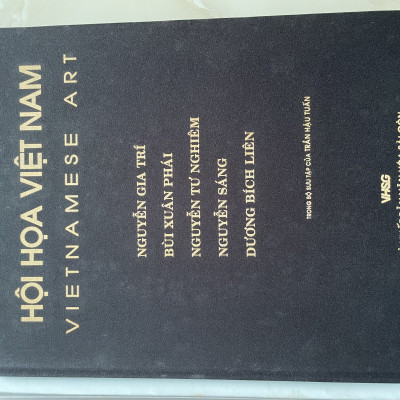 HỘI HỌA VIỆT NAM
VIETNAMESE ART
NGUYỄN GIA TRÍ
BÙI XUÂN PHÁI
NGUYỄN TƯ NGHIÊM
NGUYỄN SÁNG
DƯƠNG BÍCH LIÊN
TRONG BỘ SƯU TẬP CỦA TRẦN HẬU TUẤN
VHSG